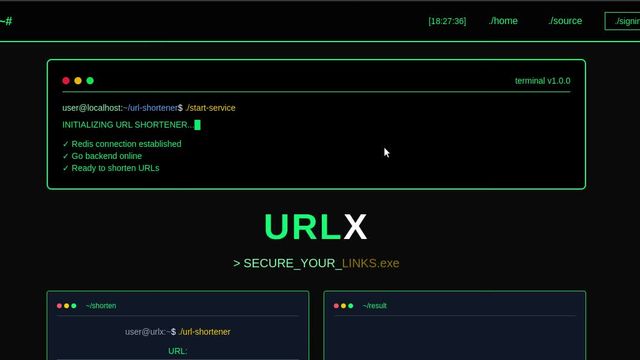 ~#
[18:27:36] ./home ./source ./signin
terminal v1.0.0
user@localhost:~/url-shortener$ ./start-service
INITIALIZING URL SHORTENER...
✓ Redis connection established
✓ Go backend online
✓ Ready to shorten URLs
URLX
> SECURE_YOUR_LINKS.exe
~/shorten
~/result
user@urlx:~$ ./url-shortener
URL: